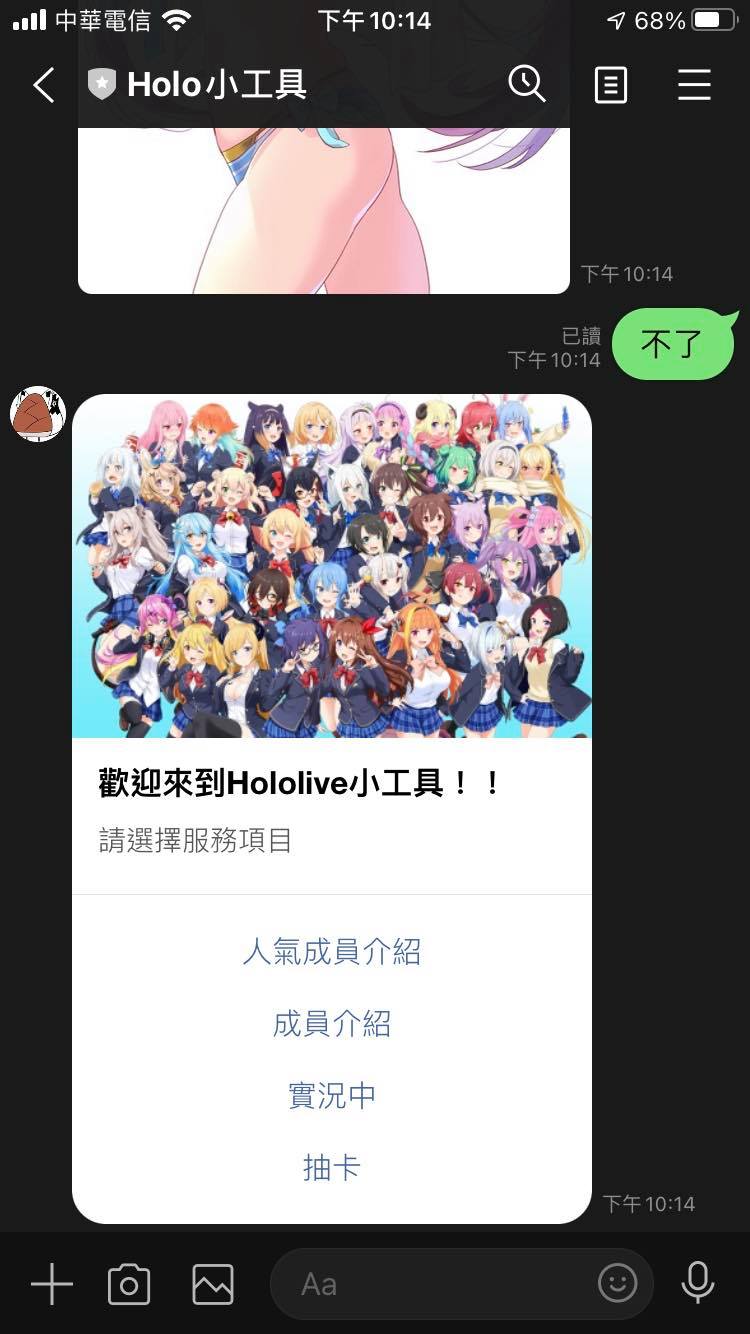 中華電信 下午10:14 68%
Holo小工具
下午10:14
已讀
下午10:14
不了
歡迎來到Hololive小工具！！
請選擇服務項目
人氣成員介紹
成員介紹
實況中
抽卡
下午10:14
Aa